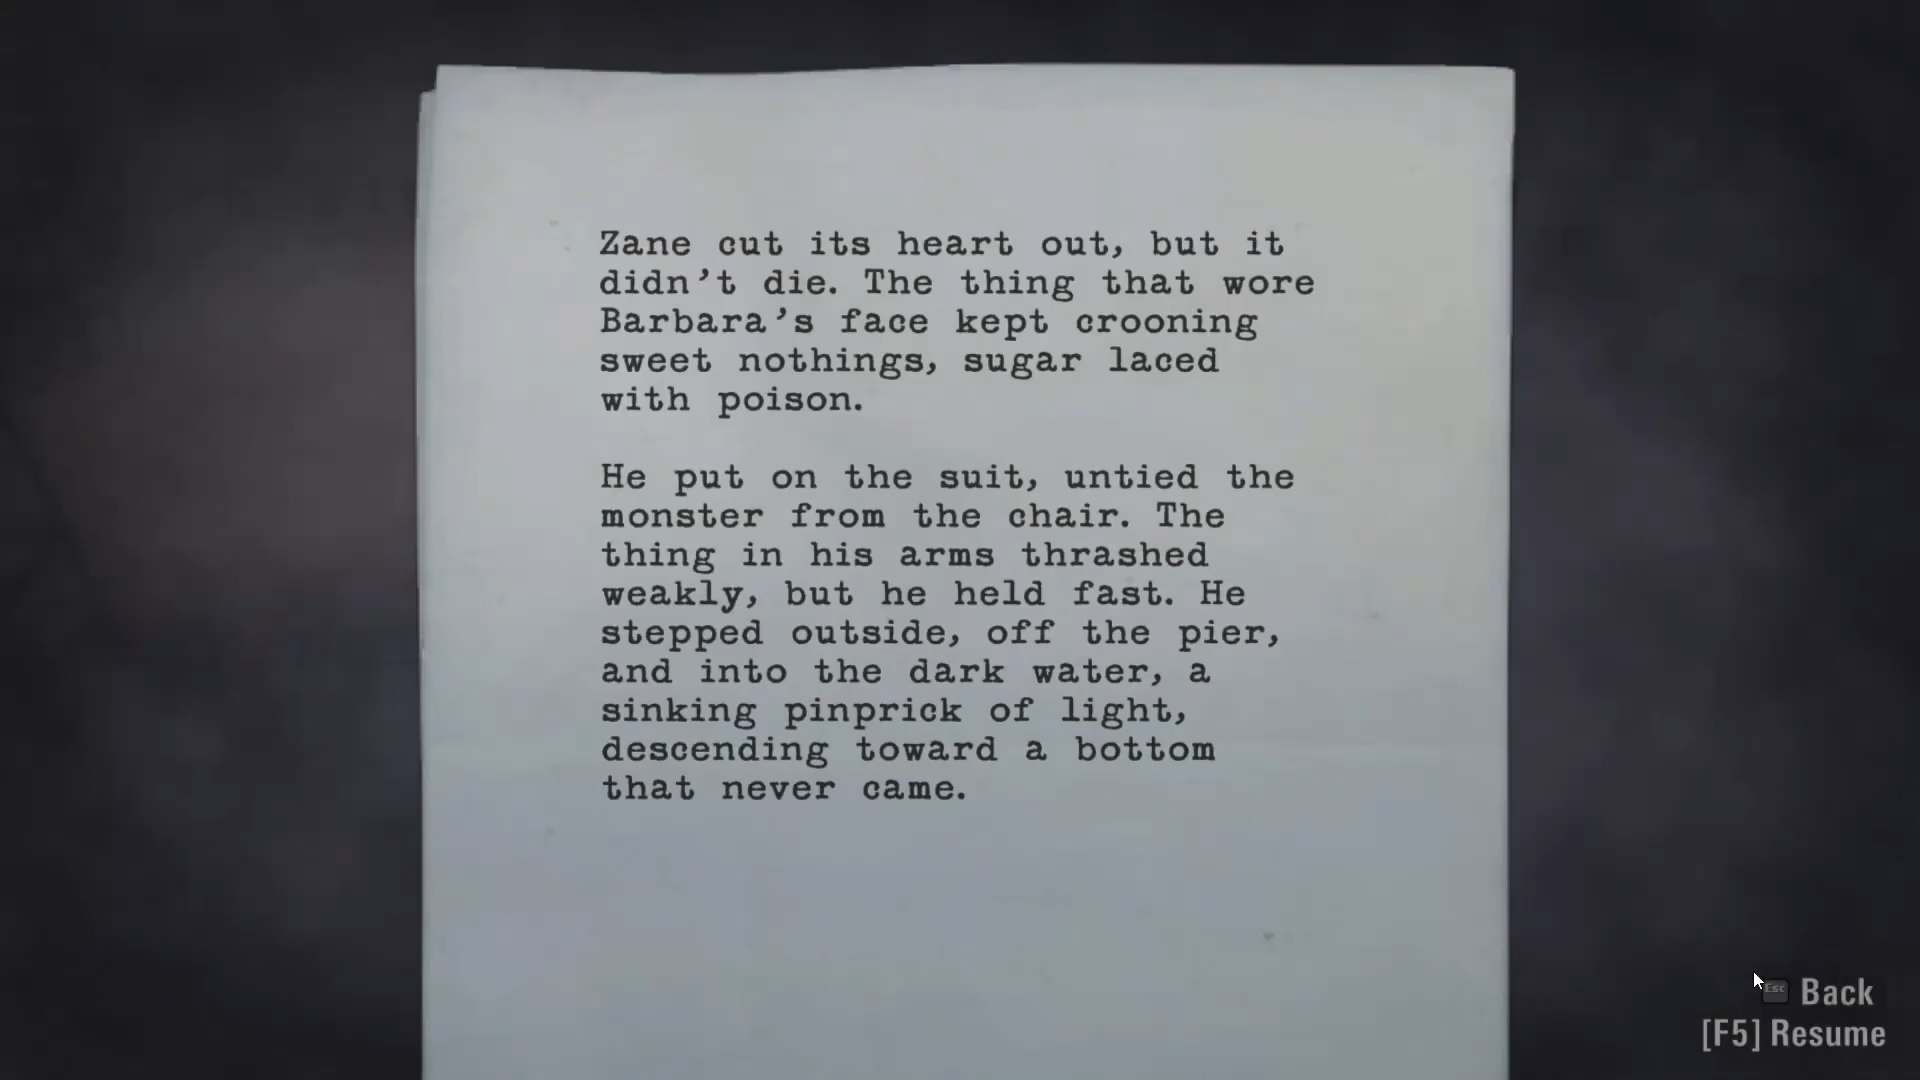 Zane cut its heart out, but it
didn't die. The thing that wore
Barbara's face kept crooning
sweet nothings, sugar laced
with poison.
He put on the suit, untied the
monster from the chair. The
thing in his arms thrashed
weakly, but he held fast. He
stepped outside, off the pier,
and into the dark water, a
sinking pinprick of light,
descending toward a bottom
that never came.
Esc Back
[F5] Resume